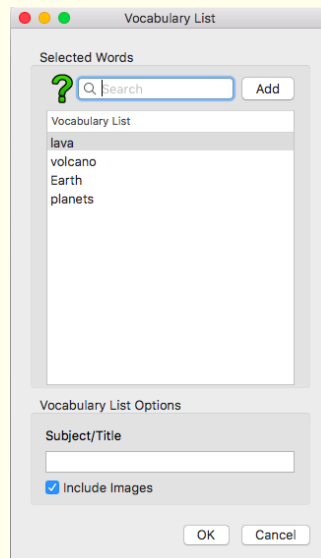 Vocabulary List
Selected Words
? Search Add
Vocabulary List
lava
volcano
Earth
planets
Vocabulary List Options
Subject/Title
Include Images
OK Cancel